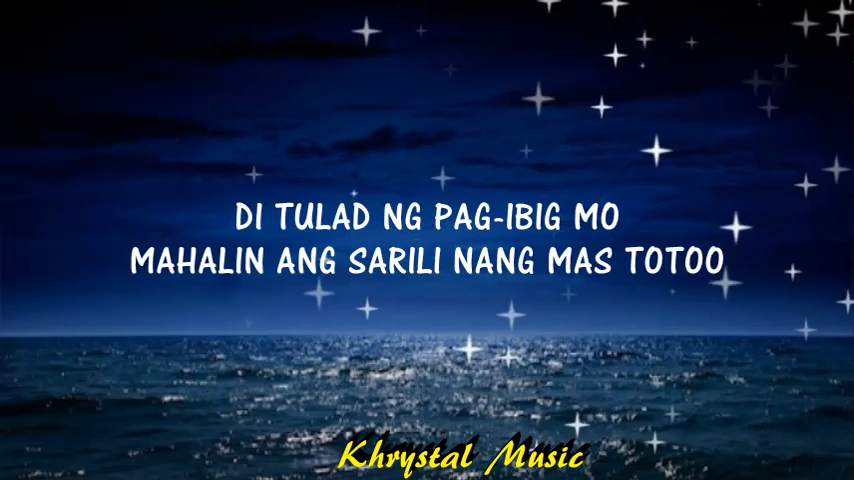 DI TULAD NG PAG-IBIG MO
MAHALIN ANG SARILI NANG MAS TOTOO
Khrystal Music